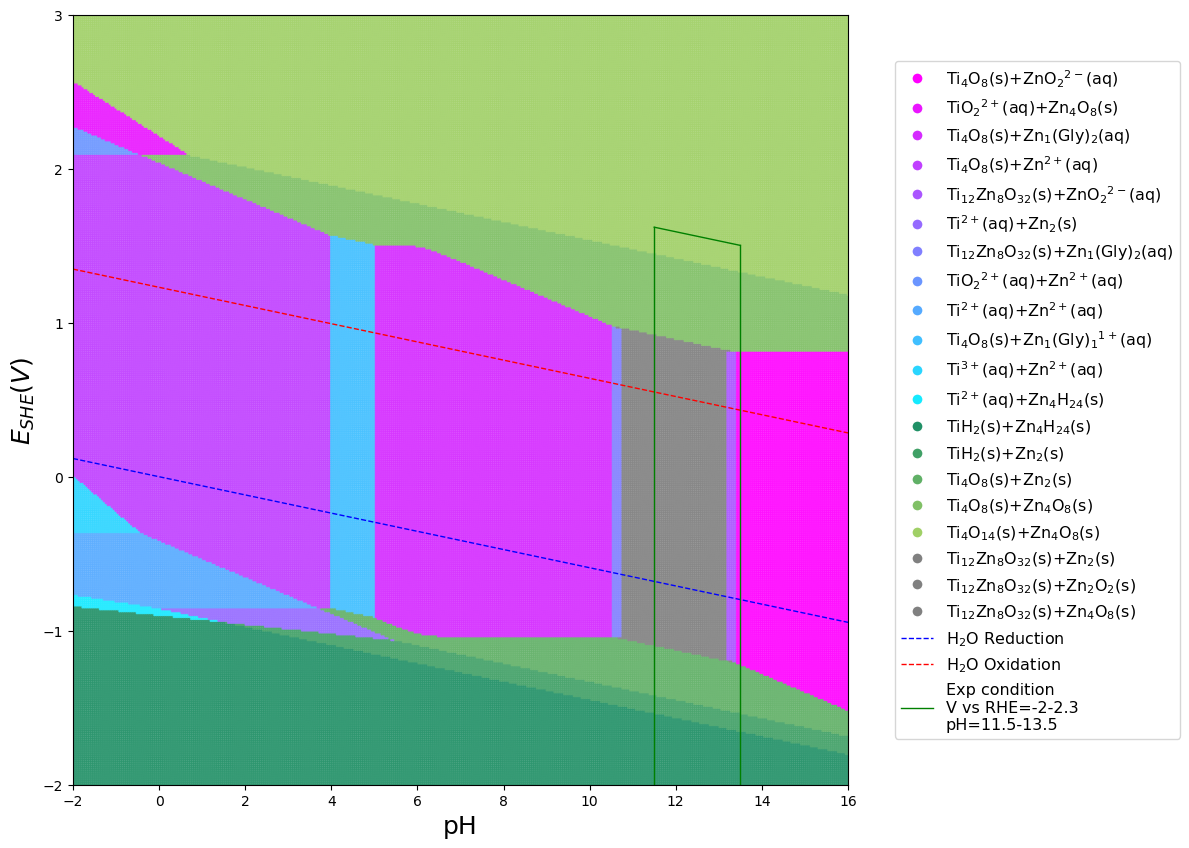 3
2
1
0
−1
−2
E_SHE(V)
−2 0 2 4 6 8 10 12 14 16
pH
Ti₄O₈(s)+ZnO₂²⁻(aq)
TiO₂²⁺(aq)+Zn₄O₈(s)
Ti₄O₈(s)+Zn₁(Gly)₂(aq)
Ti₄O₈(s)+Zn²⁺(aq)
Ti₁₂Zn₈O₃₂(s)+ZnO₂²⁻(aq)
Ti²⁺(aq)+Zn₂(s)
Ti₁₂Zn₈O₃₂(s)+Zn₁(Gly)₂(aq)
TiO₂²⁺(aq)+Zn²⁺(aq)
Ti²⁺(aq)+Zn²⁺(aq)
Ti₄O₈(s)+Zn₁(Gly)₁¹⁺(aq)
Ti³⁺(aq)+Zn²⁺(aq)
Ti²⁺(aq)+Zn₄H₂₄(s)
TiH₂(s)+Zn₄H₂₄(s)
TiH₂(s)+Zn₂(s)
Ti₄O₈(s)+Zn₂(s)
Ti₄O₈(s)+Zn₄O₈(s)
Ti₄O₁₄(s)+Zn₄O₈(s)
Ti₁₂Zn₈O₃₂(s)+Zn₂(s)
Ti₁₂Zn₈O₃₂(s)+Zn₂O₂(s)
Ti₁₂Zn₈O₃₂(s)+Zn₄O₈(s)
H₂O Reduction
H₂O Oxidation
Exp condition
V vs RHE=-2-2.3
pH=11.5-13.5